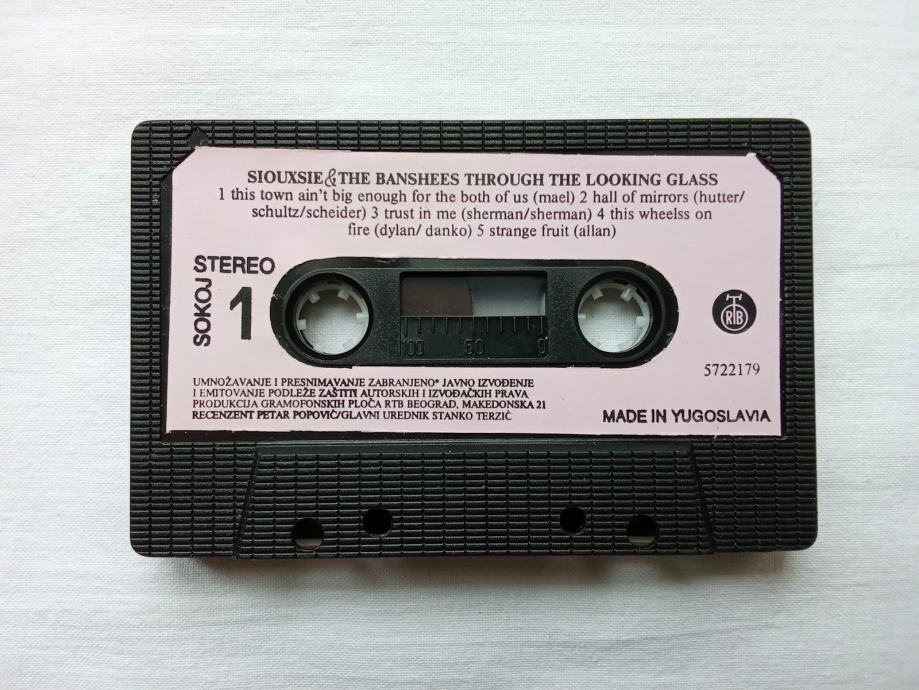 SIOUXSIE & THE BANSHEES THROUGH THE LOOKING GLASS
1 this town ain't big enough for the both of us (mael) 2 hall of mirrors (hutter/
schultz/scheider) 3 trust in me (sherman/sherman) 4 this wheelss on
fire (dylan/ danko) 5 strange fruit (allan)
STEREO
SOKOJ
1
100 50 0
RTB
5722179
UMNOŽAVANJE I PRESNIMAVANJE ZABRANJENO* JAVNO IZVOĐENJE
I EMITOVANJE PODLEŽE ZAŠTITI AUTORSKIH I IZVOĐAČKIH PRAVA
PRODUKCIJA GRAMOFONSKIH PLOČA RTB BEOGRAD, MAKEDONSKA 21
RECENZENT PETAR POPOVIĆ/GLAVNI UREDNIK STANKO TERZIĆ
MADE IN YUGOSLAVIA